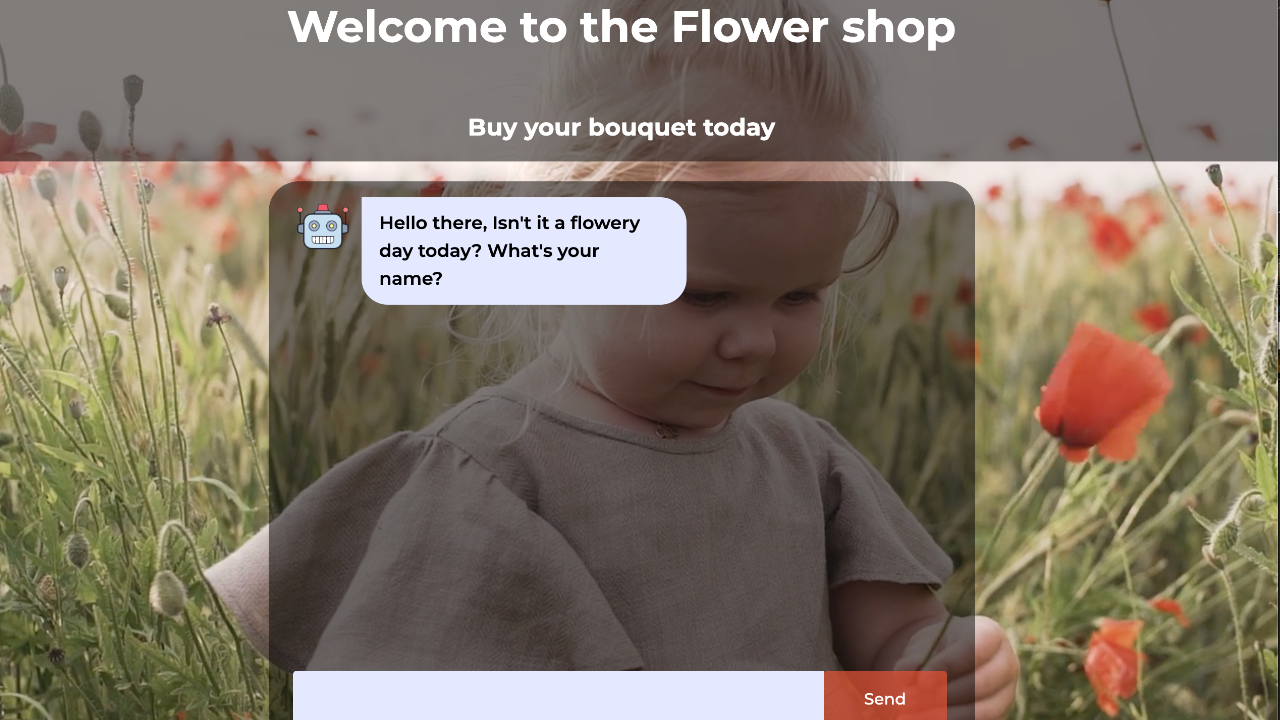 Welcome to the Flower shop
Buy your bouquet today
Hello there, Isn't it a flowery
day today? What's your
name?
Send